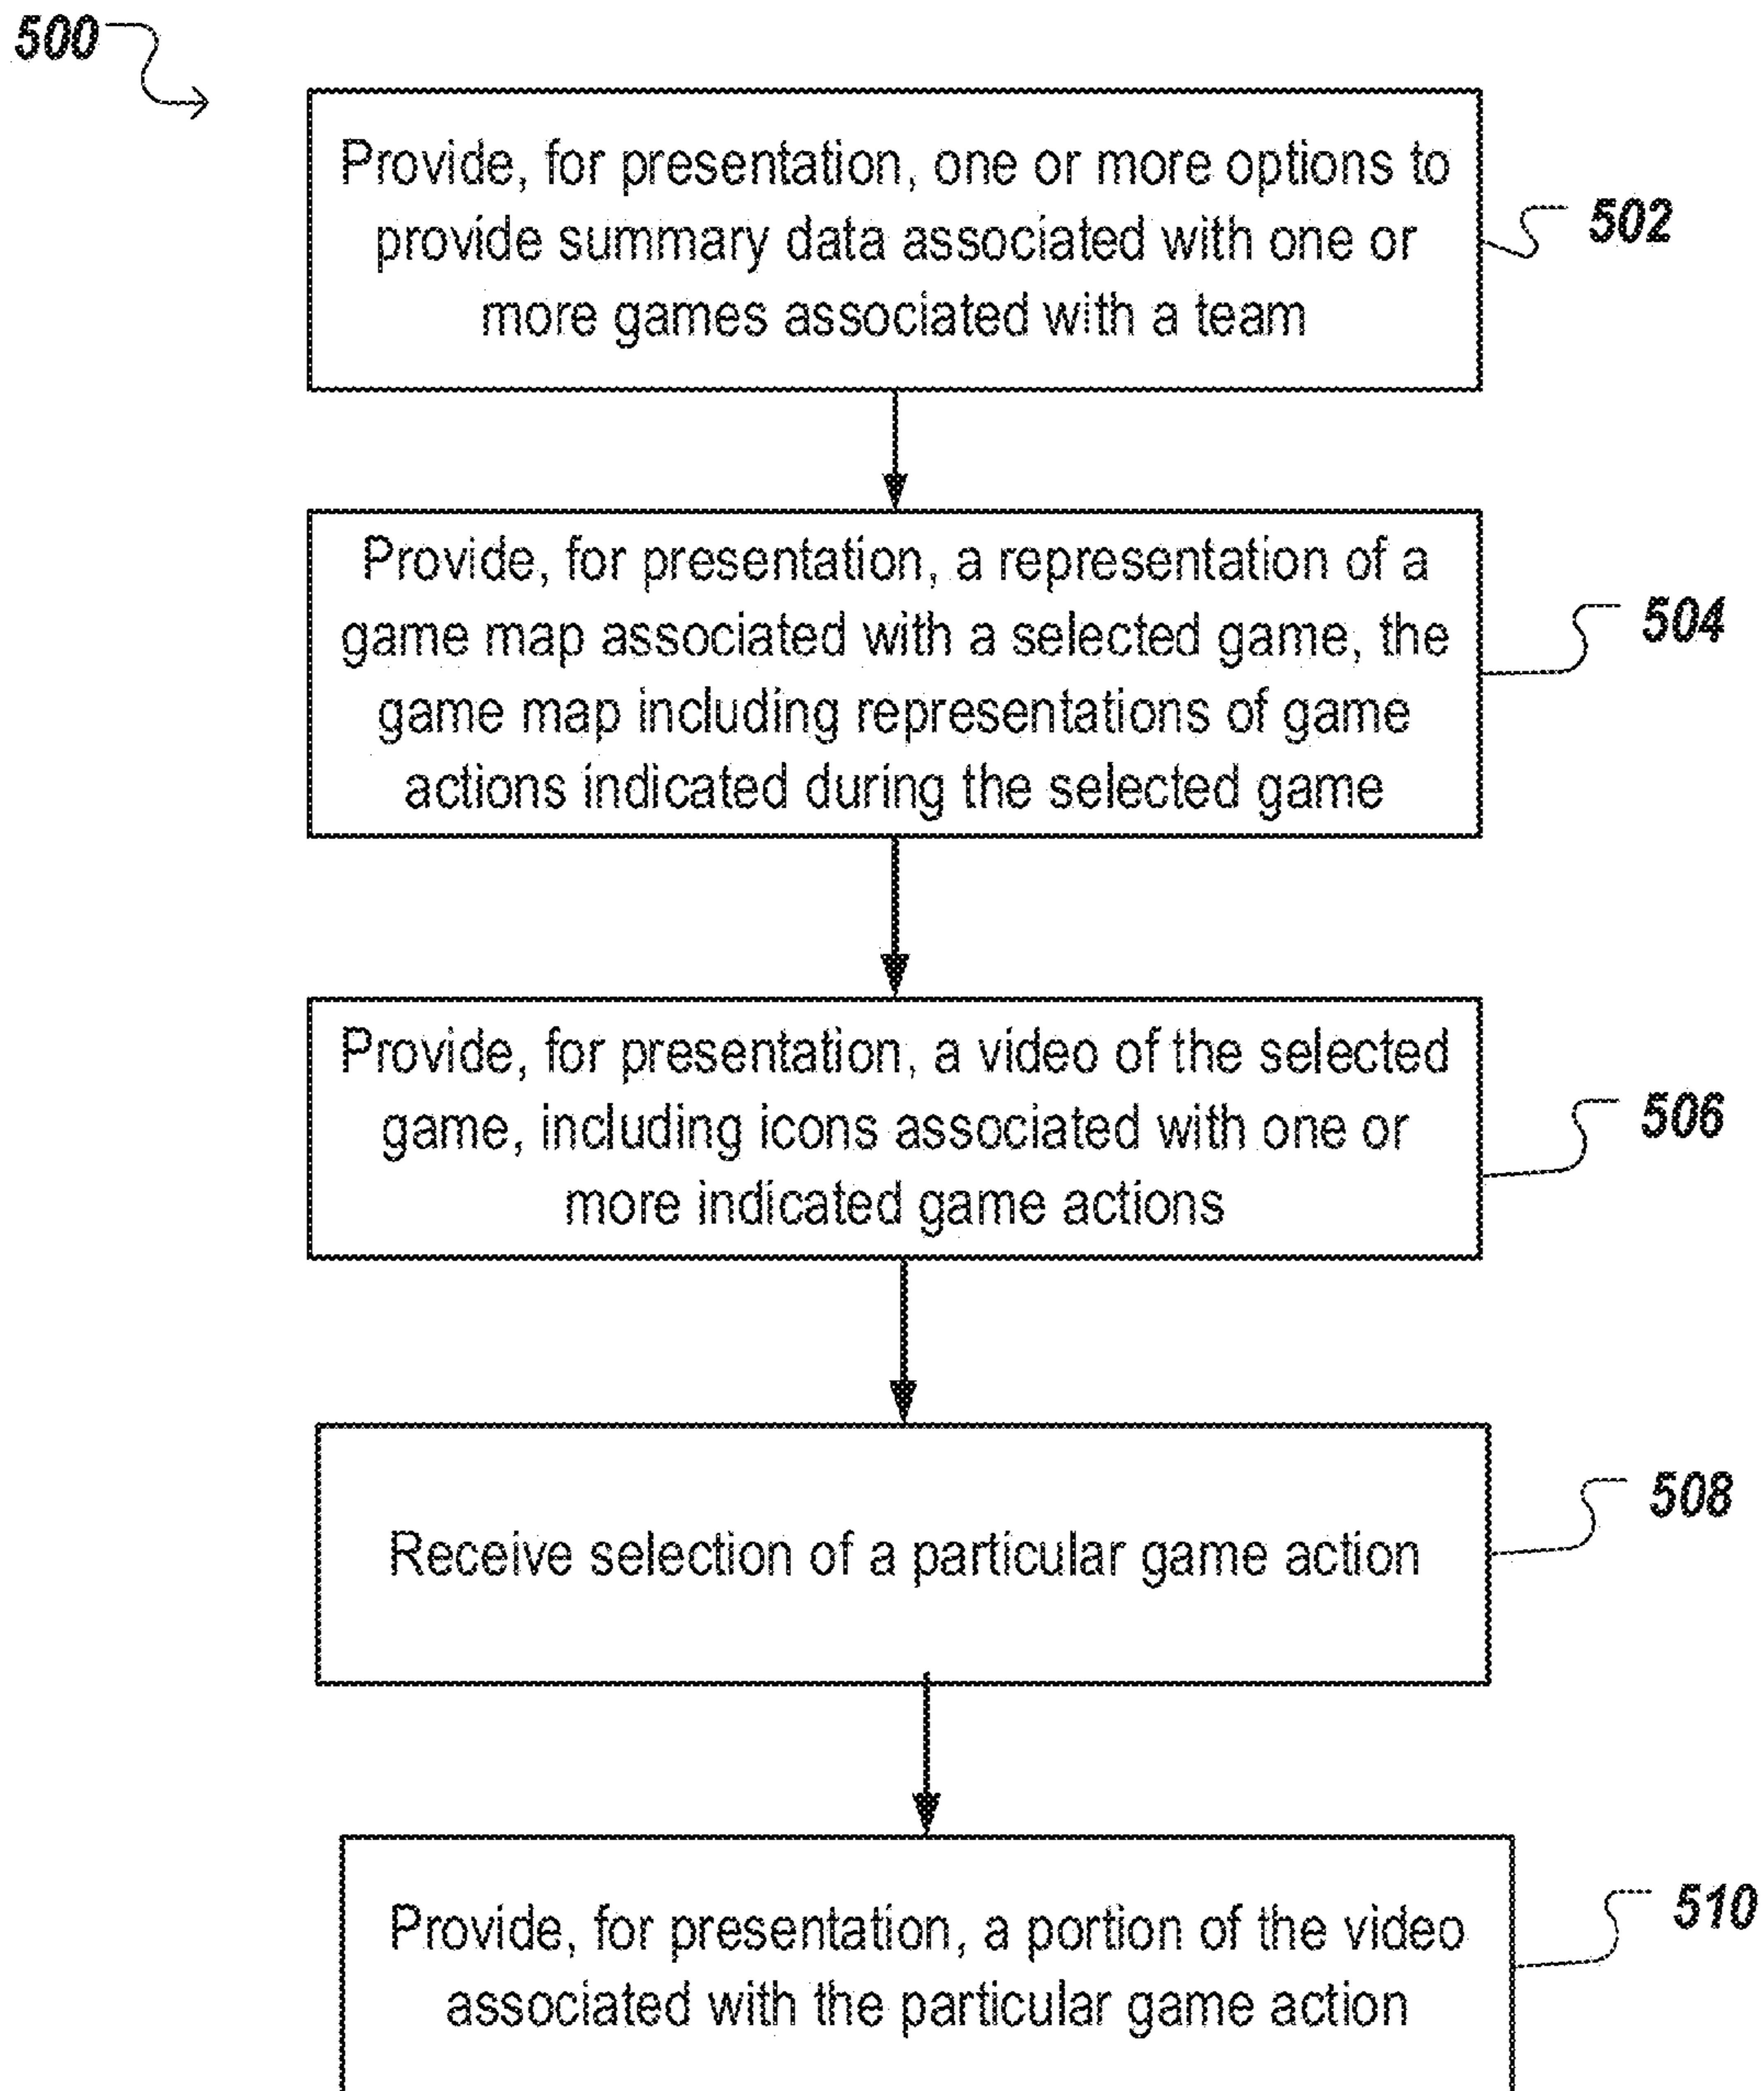 500
Provide, for presentation, one or more options to
provide summary data associated with one or
more games associated with a team
502
Provide, for presentation, a representation of a
game map associated with a selected game, the
game map including representations of game
actions indicated during the selected game
504
Provide, for presentation, a video of the selected
game, including icons associated with one or
more indicated game actions
506
Receive selection of a particular game action
508
Provide, for presentation, a portion of the video
associated with the particular game action
510